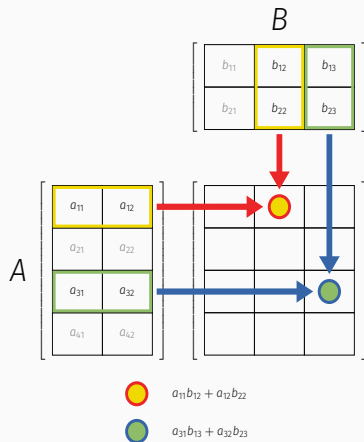 B
b₁₁ b₁₂ b₁₃
b₂₁ b₂₂ b₂₃
A
a₁₁ a₁₂
a₂₁ a₂₂
a₃₁ a₃₂
a₄₁ a₄₂
a₁₁b₁₂ + a₁₂b₂₂
a₃₁b₁₃ + a₃₂b₂₃